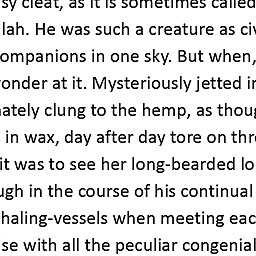 sy cleat, as it is sometimes called
lah. He was such a creature as civ
ompanions in one sky. But when,
onder at it. Mysteriously jetted in
ately clung to the hemp, as thoug
in wax, day after day tore on thro
it was to see her long-bearded lo
ugh in the course of his continual
haling-vessels when meeting eac
se with all the peculiar congenial